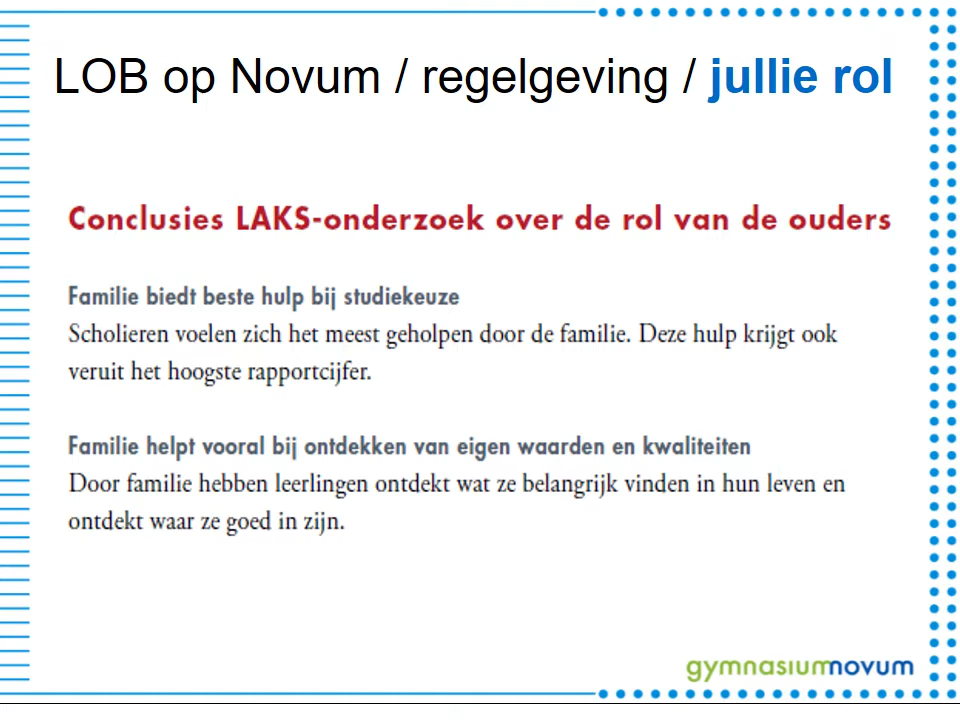 LOB op Novum / regelgeving / jullie rol
Conclusies LAKS-onderzoek over de rol van de ouders
Familie biedt beste hulp bij studiekeuze
Scholieren voelen zich het meest geholpen door de familie. Deze hulp krijgt ook
veruit het hoogste rapportcijfer.
Familie helpt vooral bij ontdekken van eigen waarden en kwaliteiten
Door familie hebben leerlingen ontdekt wat ze belangrijk vinden in hun leven en
ontdekt waar ze goed in zijn.
gymnasiumnovum